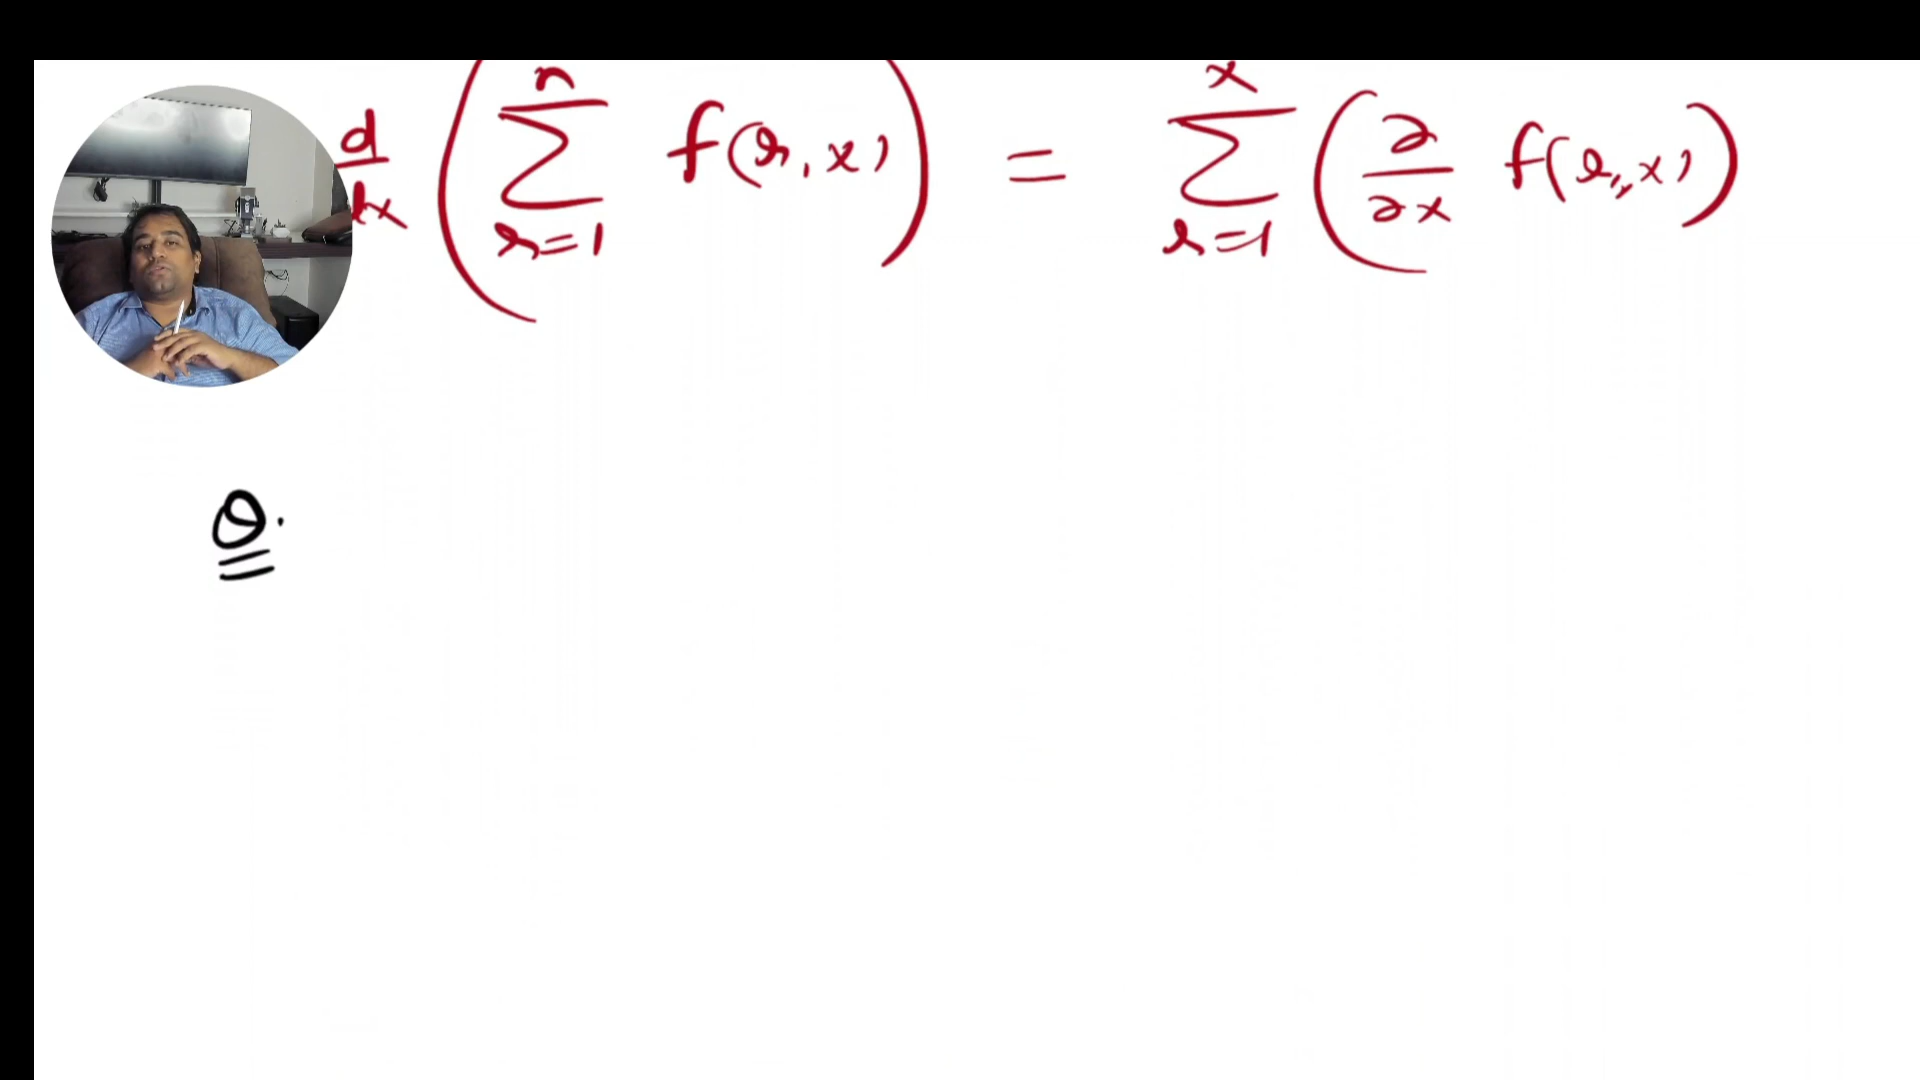 d/dx ( n∑r=1 f(r, x) ) = x∑r=1 ( ∂/∂x f(r, x) )
Q.